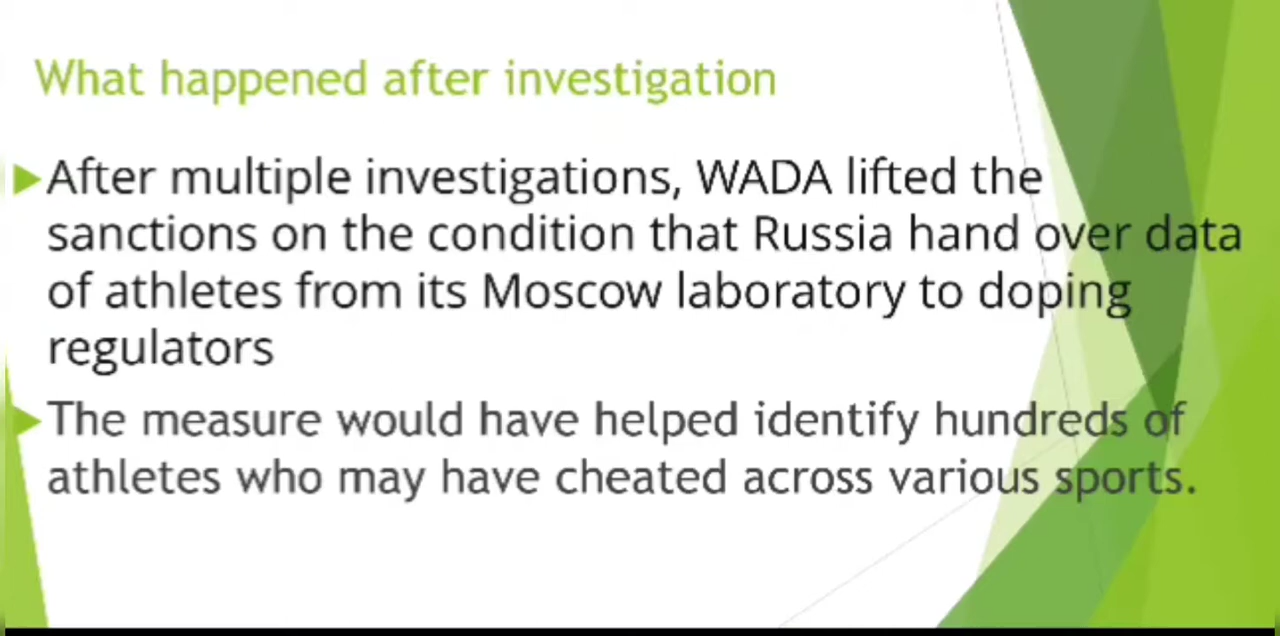 What happened after investigation
After multiple investigations, WADA lifted the
sanctions on the condition that Russia hand over data
of athletes from its Moscow laboratory to doping
regulators
The measure would have helped identify hundreds of
athletes who may have cheated across various sports.